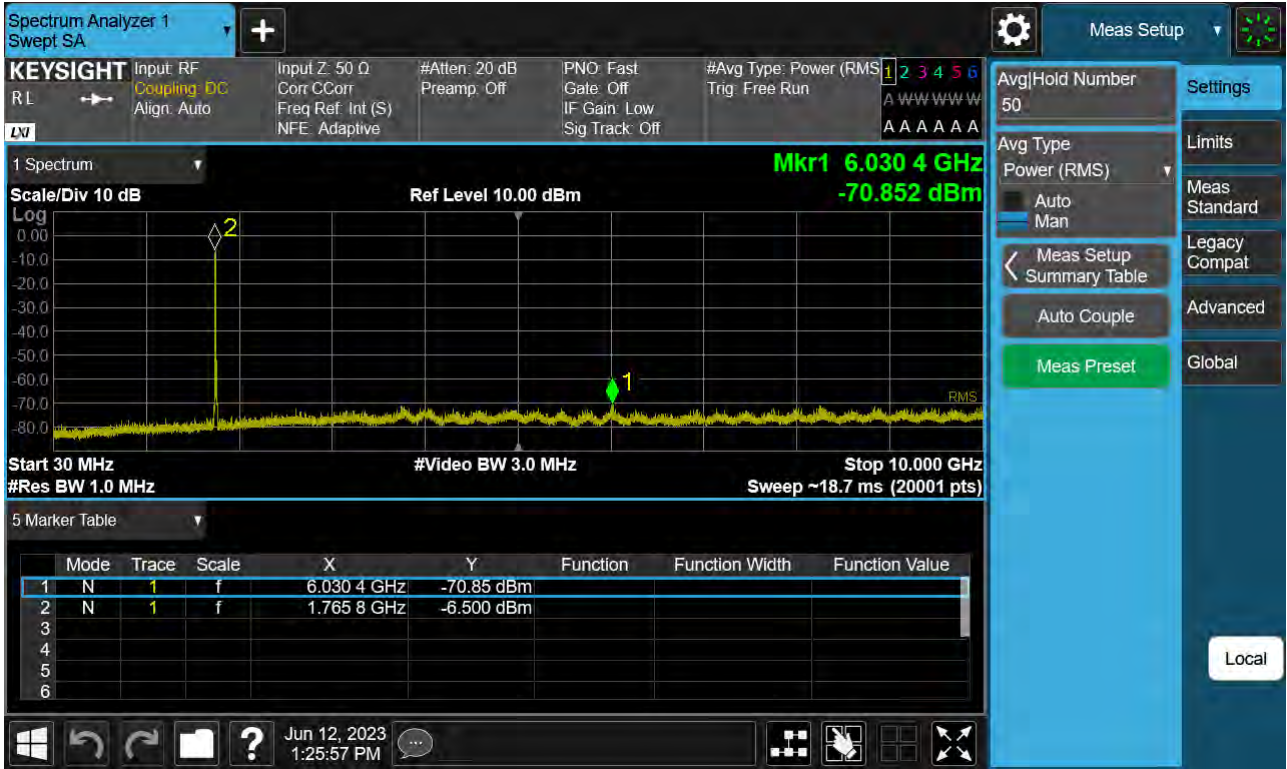 Spectrum Analyzer 1
Swept SA
+
Meas Setup
KEYSIGHT
RL
LXI
Input: RF
Coupling: DC
Align: Auto
Input Z: 50 Ω
Corr CCorr
Freq Ref: Int (S)
NFE: Adaptive
#Atten: 20 dB
Preamp: Off
PNO: Fast
Gate: Off
IF Gain: Low
Sig Track: Off
#Avg Type: Power (RMS
Trig: Free Run
1 2 3 4 5 6
A W W W W W
A A A A A A
1 Spectrum
Scale/Div 10 dB
Ref Level 10.00 dBm
Mkr1 6.030 4 GHz
-70.852 dBm
Log
0.00
-10.0
-20.0
-30.0
-40.0
-50.0
-60.0
-70.0
-80.0
2
1
RMS
Start 30 MHz
#Video BW 3.0 MHz
Stop 10.000 GHz
#Res BW 1.0 MHz
Sweep ~18.7 ms (20001 pts)
5 Marker Table
Mode Trace Scale X Y Function Function Width Function Value
1 N 1 f 6.030 4 GHz -70.85 dBm
2 N 1 f 1.765 8 GHz -6.500 dBm
3
4
5
6
Avg|Hold Number
50
Avg Type
Power (RMS)
Auto
Man
Meas Setup
Summary Table
Auto Couple
Meas Preset
Settings
Limits
Meas
Standard
Legacy
Compat
Advanced
Global
Local
?
Jun 12, 2023
1:25:57 PM